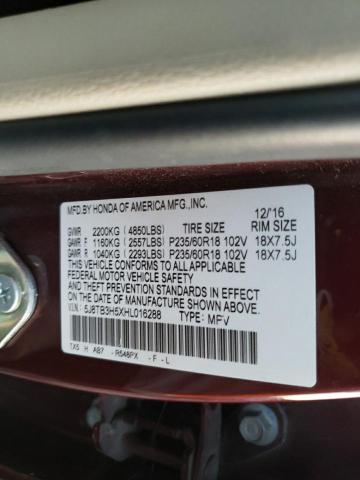 MFD.BY HONDA OF AMERICA MFG.,INC. 12/'16
GVWR 2200KG ( 4850LBS) TIRE SIZE RIM SIZE
GAWR F 1160KG (2557LBS) P235/60R18 102V 18X7.5J
GAWR R 1040KG (2293LBS) P235/60R18 102V 18X7.5J
THIS VEHICLE CONFORMS TO ALL APPLICABLE
FEDERAL MOTOR VEHICLE SAFETY, BUMPER, AND
THEFT PREVENTION STANDARDS IN EFFECT ON THE
DATE OF MANUFACTURE SHOWN ABOVE.
V.I.N.: 5J8TB3H5XHL016288 TYPE: MPV
TX5 H AB7 - R548PX - F - L